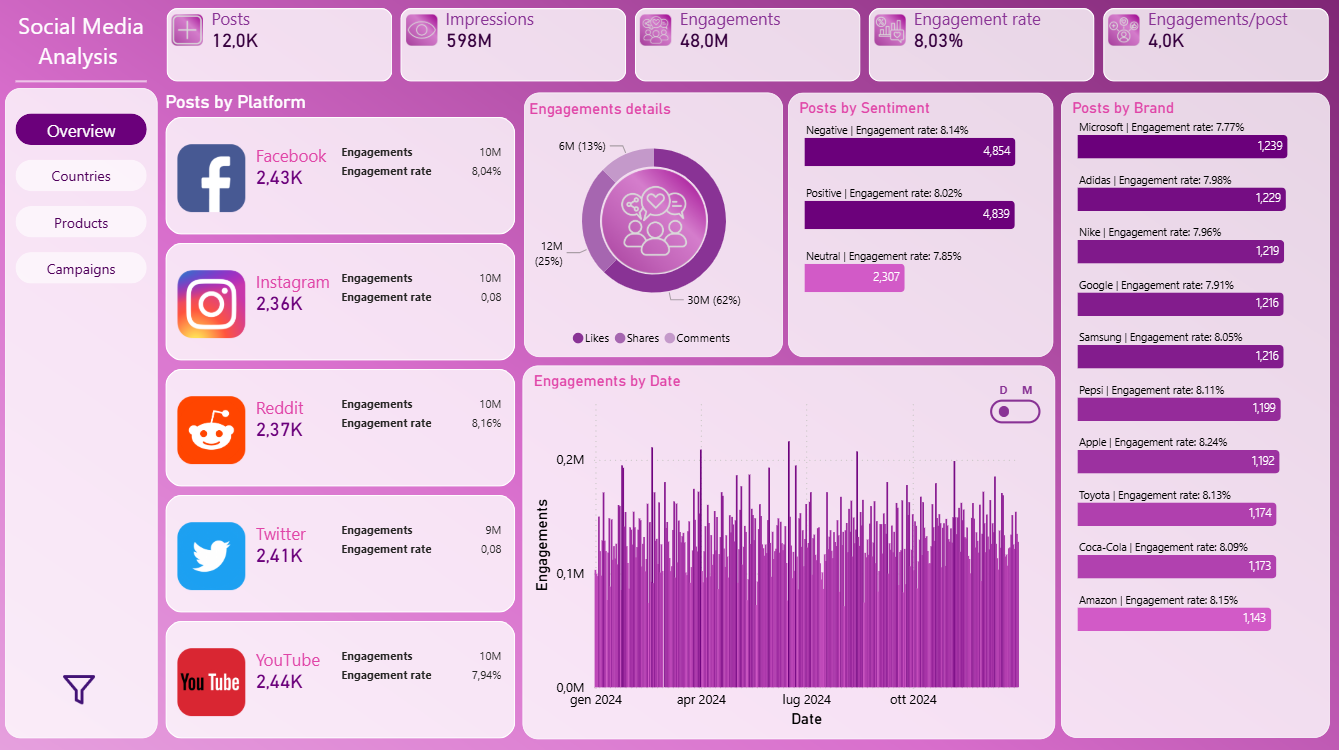 Social Media
Analysis
Posts
12,0K
Impressions
598M
Engagements
48,0M
Engagement rate
8,03%
Engagements/post
4,0K
Overview
Countries
Products
Campaigns
Posts by Platform
Facebook
2,43K
Engagements 10M
Engagement rate 8,04%
Instagram
2,36K
Engagements 10M
Engagement rate 0,08
Reddit
2,37K
Engagements 10M
Engagement rate 8,16%
Twitter
2,41K
Engagements 9M
Engagement rate 0,08
You Tube
YouTube
2,44K
Engagements 10M
Engagement rate 7,94%
Engagements details
6M (13%)
12M
(25%)
30M (62%)
Likes Shares Comments
Posts by Sentiment
Negative | Engagement rate: 8.14%
4,854
Positive | Engagement rate: 8.02%
4,839
Neutral | Engagement rate: 7.85%
2,307
Engagements by Date
D M
Engagements
0,2M
0,1M
0,0M
gen 2024 apr 2024 lug 2024 ott 2024
Date
Posts by Brand
Microsoft | Engagement rate: 7.77%
1,239
Adidas | Engagement rate: 7.98%
1,229
Nike | Engagement rate: 7.96%
1,219
Google | Engagement rate: 7.91%
1,216
Samsung | Engagement rate: 8.05%
1,216
Pepsi | Engagement rate: 8.11%
1,199
Apple | Engagement rate: 8.24%
1,192
Toyota | Engagement rate: 8.13%
1,174
Coca-Cola | Engagement rate: 8.09%
1,173
Amazon | Engagement rate: 8.15%
1,143